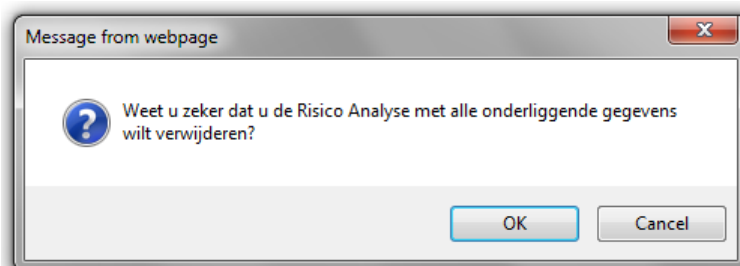 Message from webpage
Weet u zeker dat u de Risico Analyse met alle onderliggende gegevens
wilt verwijderen?
OK
Cancel